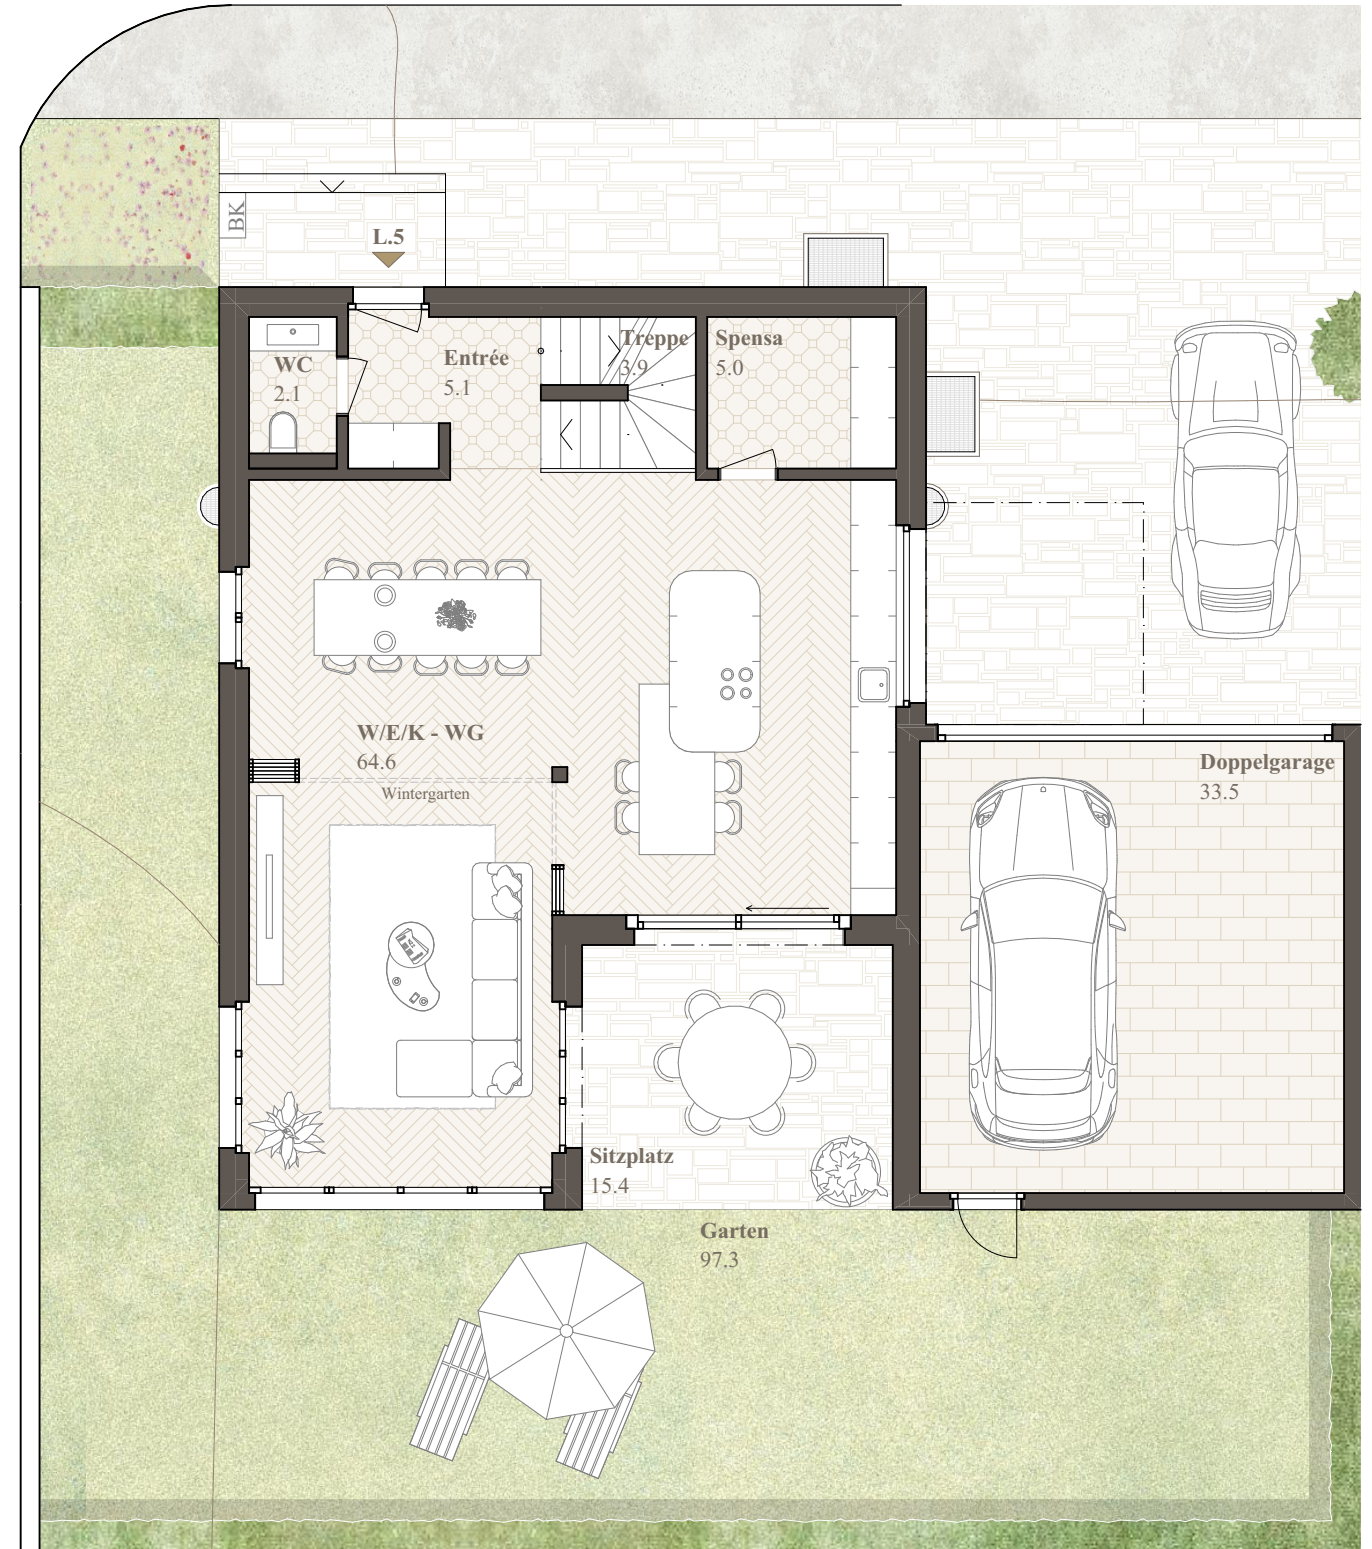 BK
L.5
WC
2.1
Entrée
5.1
Treppe
3.9
Spensa
5.0
W/E/K - WG
64.6
Wintergarten
Doppelgarage
33.5
Sitzplatz
15.4
Garten
97.3